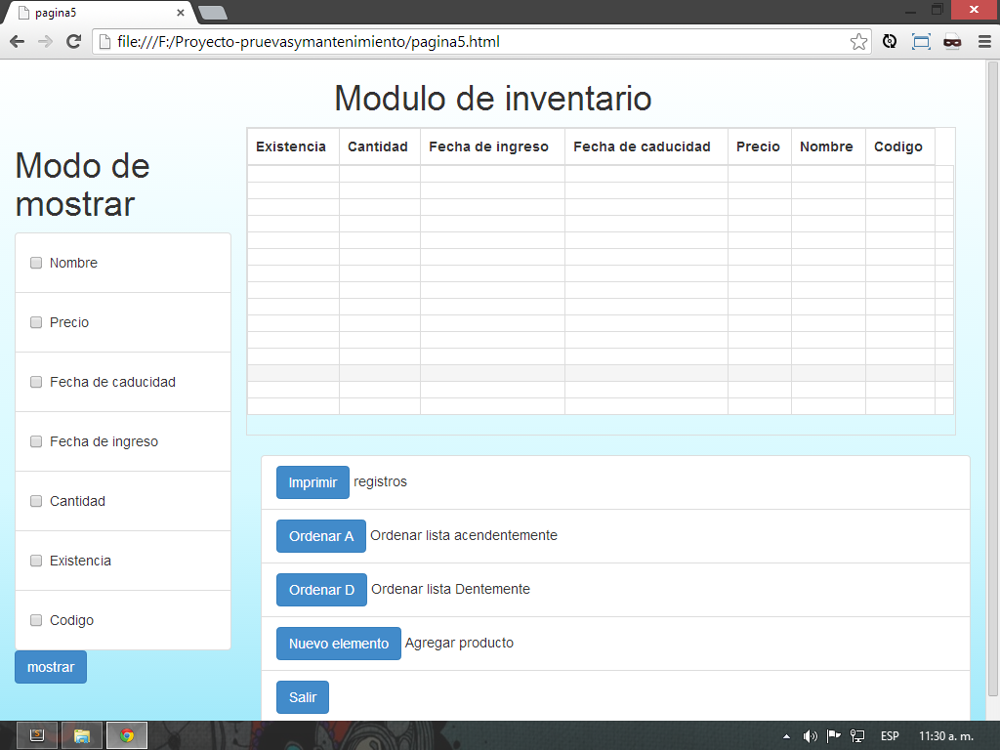 pagina5
file:///F:/Proyecto-pruevasymantenimiento/pagina5.html
Modulo de inventario
Modo de
mostrar
Nombre
Precio
Fecha de caducidad
Fecha de ingreso
Cantidad
Existencia
Codigo
mostrar
Existencia Cantidad Fecha de ingreso Fecha de caducidad Precio Nombre Codigo
Imprimir registros
Ordenar A Ordenar lista acendentemente
Ordenar D Ordenar lista Dentemente
Nuevo elemento Agregar producto
Salir
ESP 11:30 a. m.